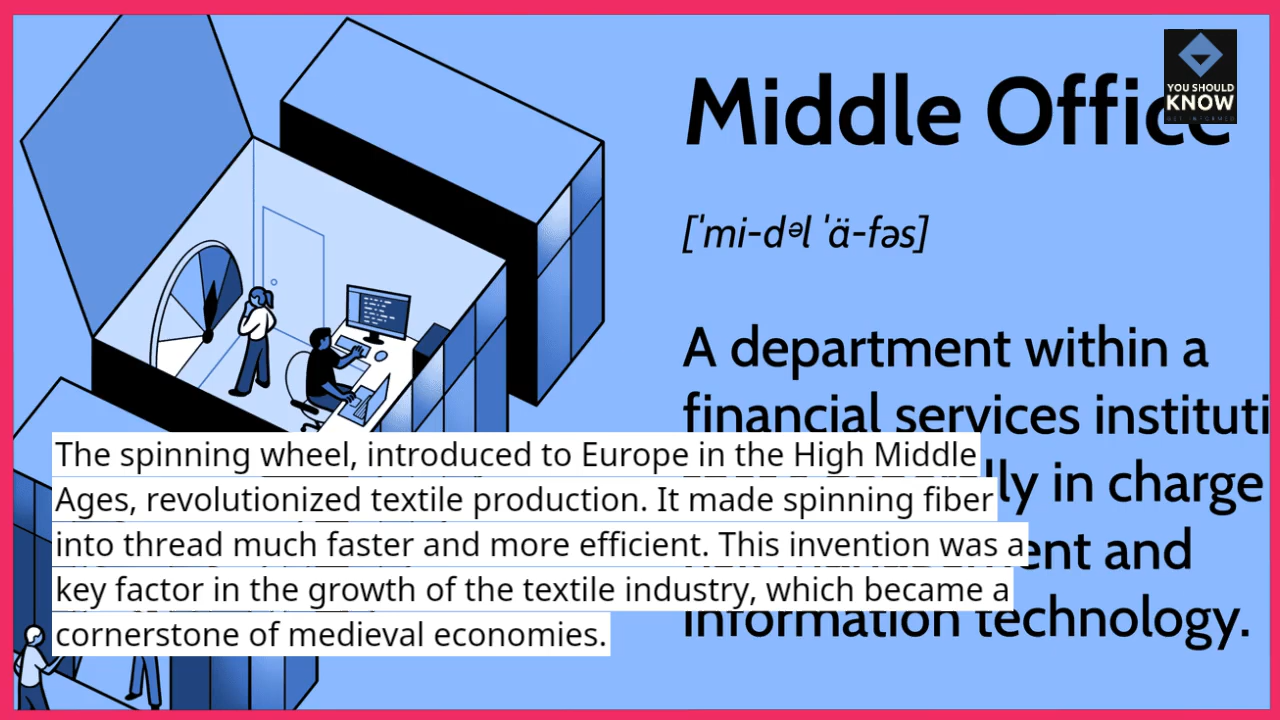 Middle Office
YOU SHOULD
KNOW
GET INFORMED
[ˈmi-dᵊl ˈä-fəs]
A department within a
financial services instituti
in charge
and
information technology.
The spinning wheel, introduced to Europe in the High Middle
Ages, revolutionized textile production. It made spinning fiber
into thread much faster and more efficient. This invention was a
key factor in the growth of the textile industry, which became a
cornerstone of medieval economies.